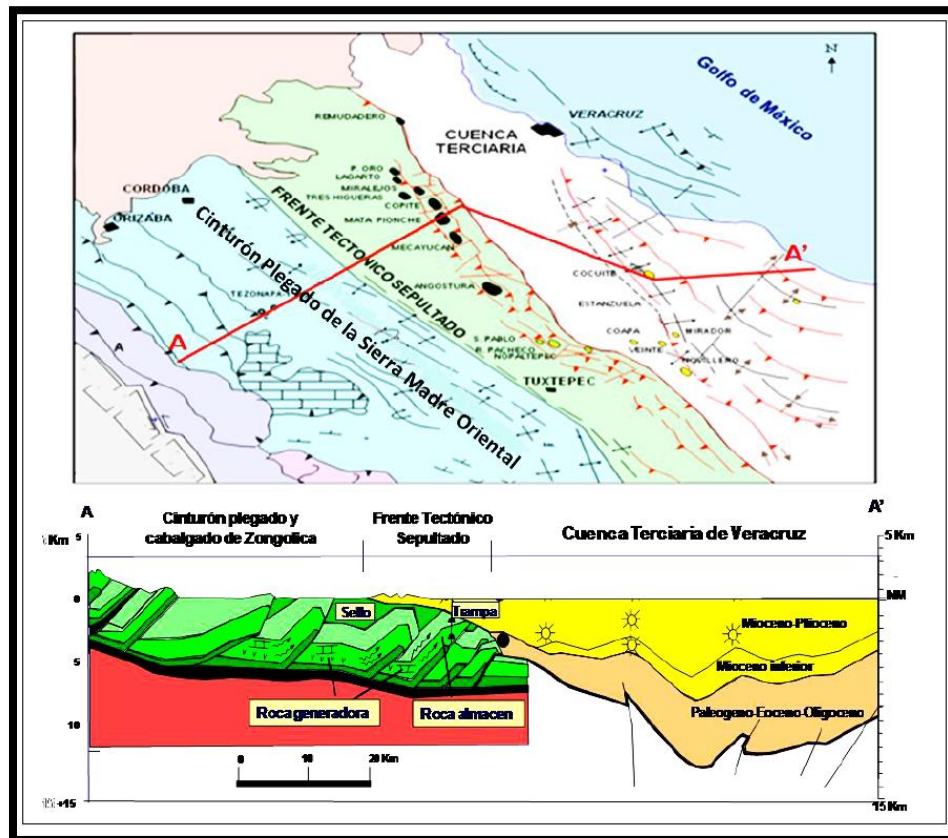 N
Golfo de México
VERACRUZ
REMUDADERO
CUENCA
TERCIARIA
P. ORO
LAGARTO
MIRALEJOS
TRES HIGUERAS
COPITE
MATA PIONCHE
MECAYUCAN
CORDOBA
ORIZABA
FRENTE TECTÓNICO SEPULTADO
Cinturón Plegado de la Sierra Madre Oriental
ANGOSTURA
COCUITE
A'
ESTANZUELA
A
A
COAPA
MIRADOR
VEINTE
S. PABLO
R. PACHECO
NOPALTEPEC
TUXTEPEC
A
A'
Cinturón plegado y
cabalgado de Zongolica
Frente Tectónico
Sepultado
Cuenca Terciaria de Veracruz
5
Km
5
Km
0
NM
Sello
Trampa
Mioceno-Plioceno
Mioceno inferior
5
Roca generadora
Roca almacen
Paleogeno-Eoceno-Oligoceno
10
0
10
20 Km
+15
15 Km